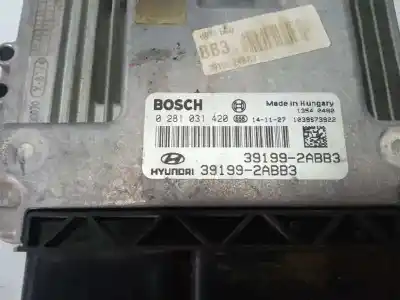 BB3
BOSCH
Made in Hungary
0 281 031 420
14-11-27
1039S73922
39199-2ABB3
HYUNDAI 39199-2ABB3